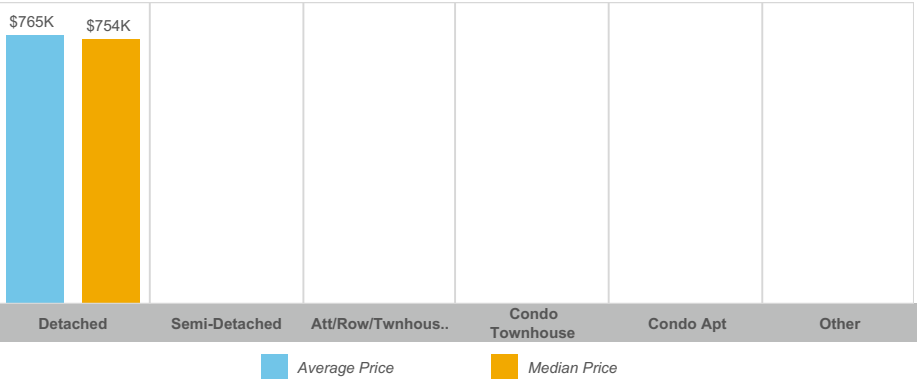 $765K
$754K
Detached
Semi-Detached
Att/Row/Twnhous..
Condo
Townhouse
Condo Apt
Other
Average Price
Median Price